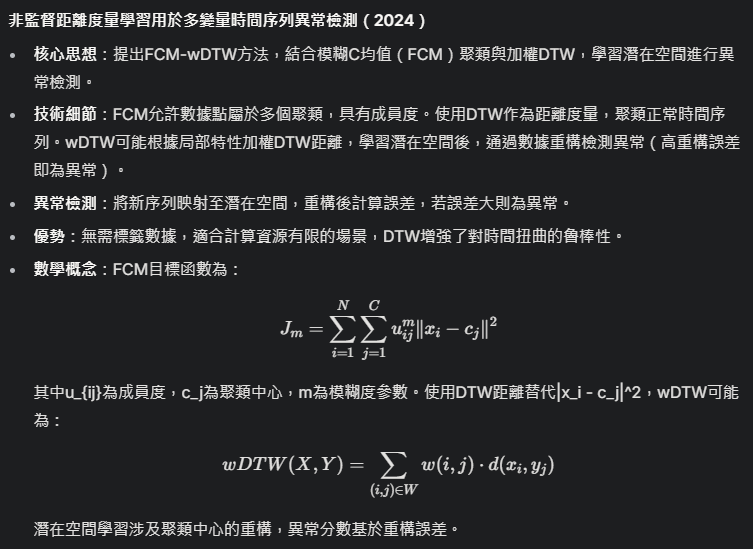 非監督距離度量學習用於多變量時間序列異常檢測（2024）
• 核心思想：提出FCM-wDTW方法，結合模糊C均值（FCM）聚類與加權DTW，學習潛在空間進行異
常檢測。
• 技術細節：FCM允許數據點屬於多個聚類，具有成員度。使用DTW作為距離度量，聚類正常時間序
列。wDTW可能根據局部特性加權DTW距離，學習潛在空間後，通過數據重構檢測異常（高重構誤差
即為異常）。
• 異常檢測：將新序列映射至潛在空間，重構後計算誤差，若誤差大則為異常。
• 優勢：無需標籤數據，適合計算資源有限的場景，DTW增強了對時間扭曲的魯棒性。
• 數學概念：FCM目標函數為：
J_m = \sum_{i=1}^{N} \sum_{j=1}^{C} u_{ij}^m \|x_i - c_j\|^2
其中u_{ij}為成員度，c_j為聚類中心，m為模糊度參數。使用DTW距離替代|x_i - c_j|^2，wDTW可能
為：
wDTW(X, Y) = \sum_{(i,j)∈W} w(i, j) · d(x_i, y_j)
潛在空間學習涉及聚類中心的重構，異常分數基於重構誤差。